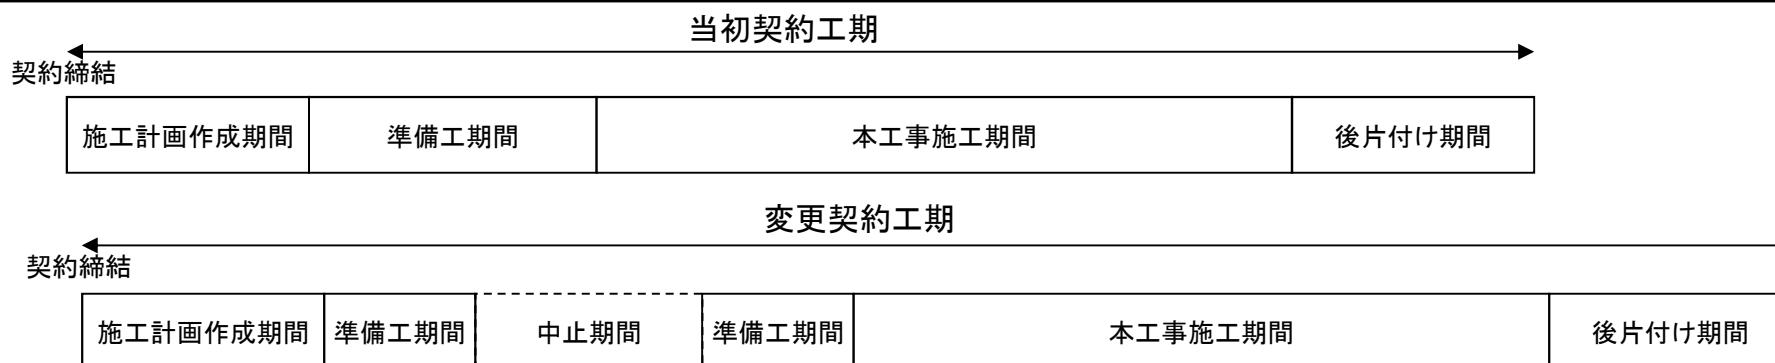 当初契約工期
契約締結
施工計画作成期間 準備工期間 本工事施工期間 後片付け期間
変更契約工期
契約締結
施工計画作成期間 準備工期間 中止期間 準備工期間 本工事施工期間 後片付け期間